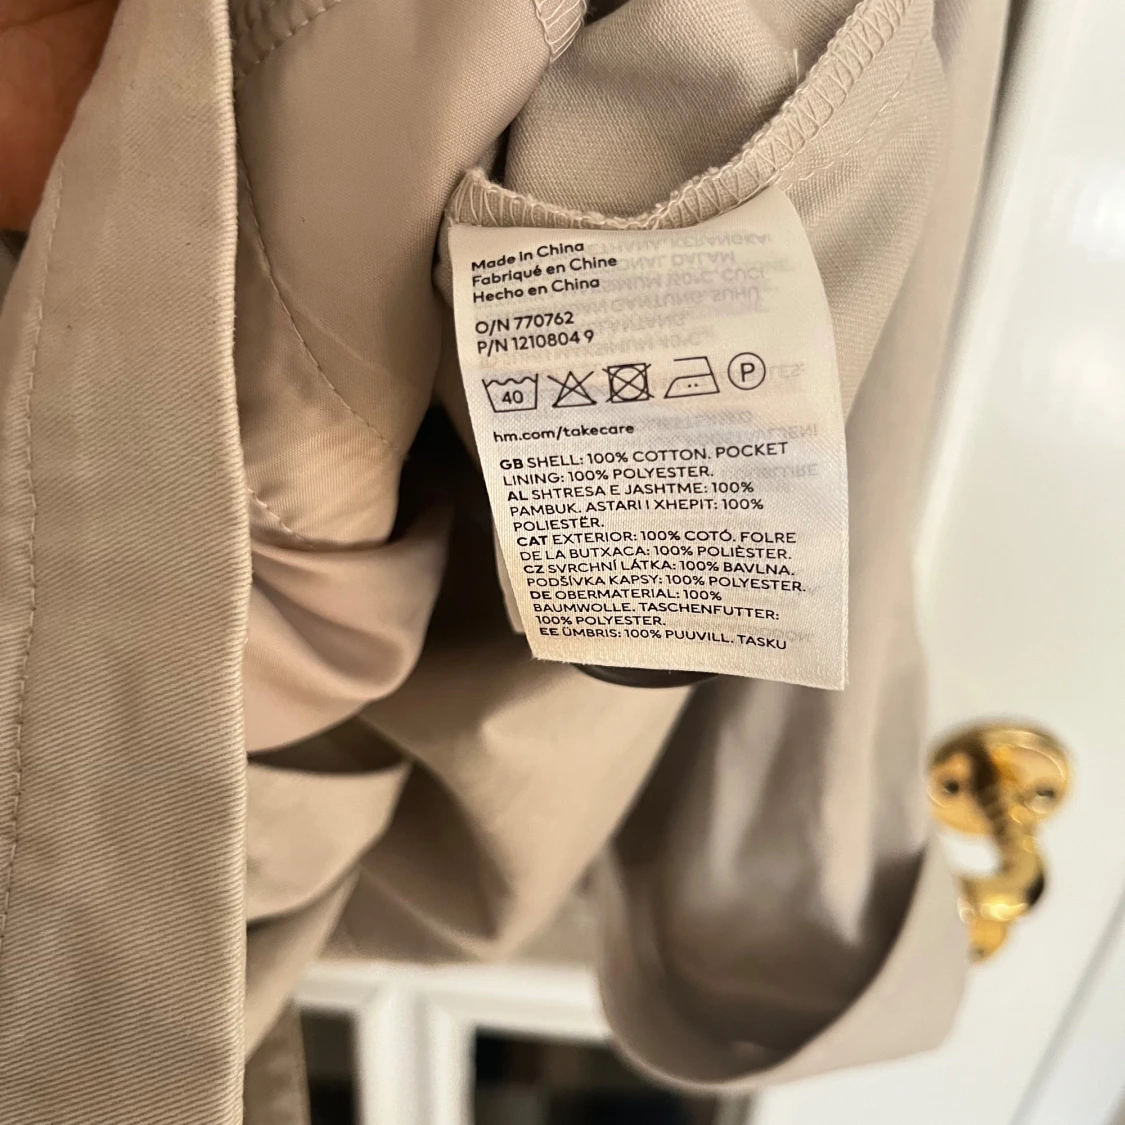 Made In China
Fabriqué en Chine
Hecho en China
O/N 770762
P/N 1210804 9
40
P
hm.com/takecare
GB SHELL: 100% COTTON. POCKET
LINING: 100% POLYESTER.
AL SHTRESA E JASHTME: 100%
PAMBUK. ASTARI I XHEPIT: 100%
POLIESTËR.
CAT EXTERIOR: 100% COTÓ. FOLRE
DE LA BUTXACA: 100% POLIÈSTER.
CZ SVRCHNÍ LÁTKA: 100% BAVLNA.
PODŠÍVKA KAPSY: 100% POLYESTER.
DE OBERMATERIAL: 100%
BAUMWOLLE. TASCHENFUTTER:
100% POLYESTER.
EE ÜMBRIS: 100% PUUVILL. TASKU